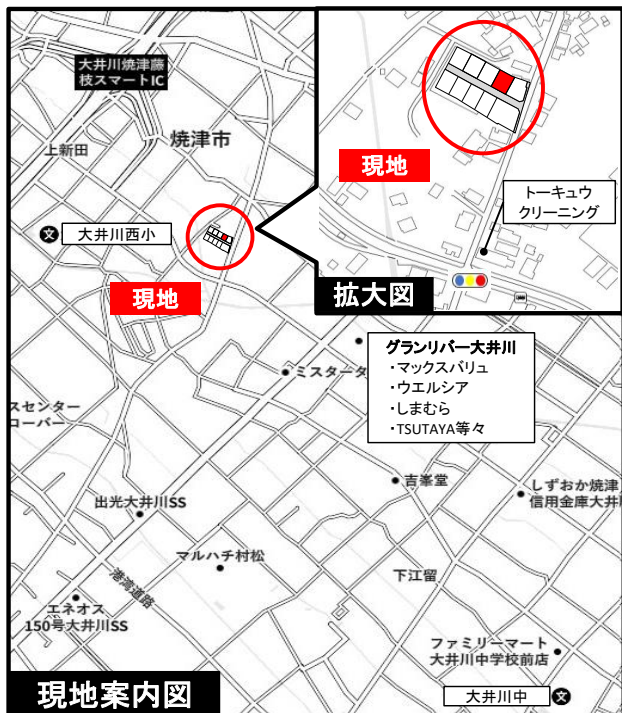 大井川焼津藤
枝スマートIC
焼津市
上新田
文
大井川西小
現地
現地
トーキュウ
クリーニング
拡大図
グランリバー大井川
・マックスバリュ
・ウエルシア
・しまむら
・TSUTAYA等々
ミスタータ
スセンター
ローバー
吉峯堂
しずおか焼津
信用金庫大井
出光大井川SS
マルハチ村松
下江留
港湾道路
エネオス
150号大井川SS
ファミリーマート
大井川中学校前店
現地案内図
大井川中
文